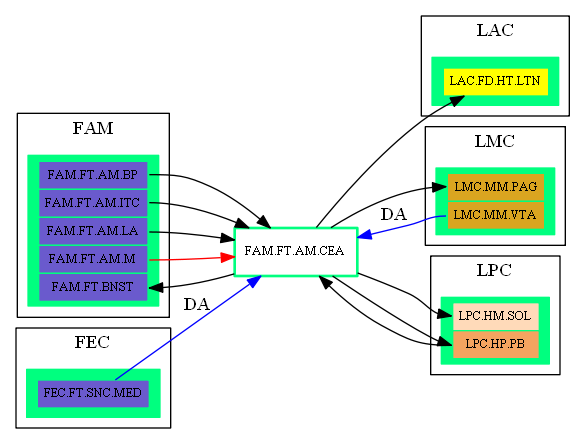 FAM
FAM.FT.AM.BP
FAM.FT.AM.ITC
FAM.FT.AM.LA
FAM.FT.AM.M
FAM.FT.BNST
FEC
FEC.FT.SNC.MED
DA
FAM.FT.AM.CEA
DA
LAC
LAC.FD.HT.LTN
LMC
LMC.MM.PAG
LMC.MM.VTA
LPC
LPC.HM.SOL
LPC.HP.PB